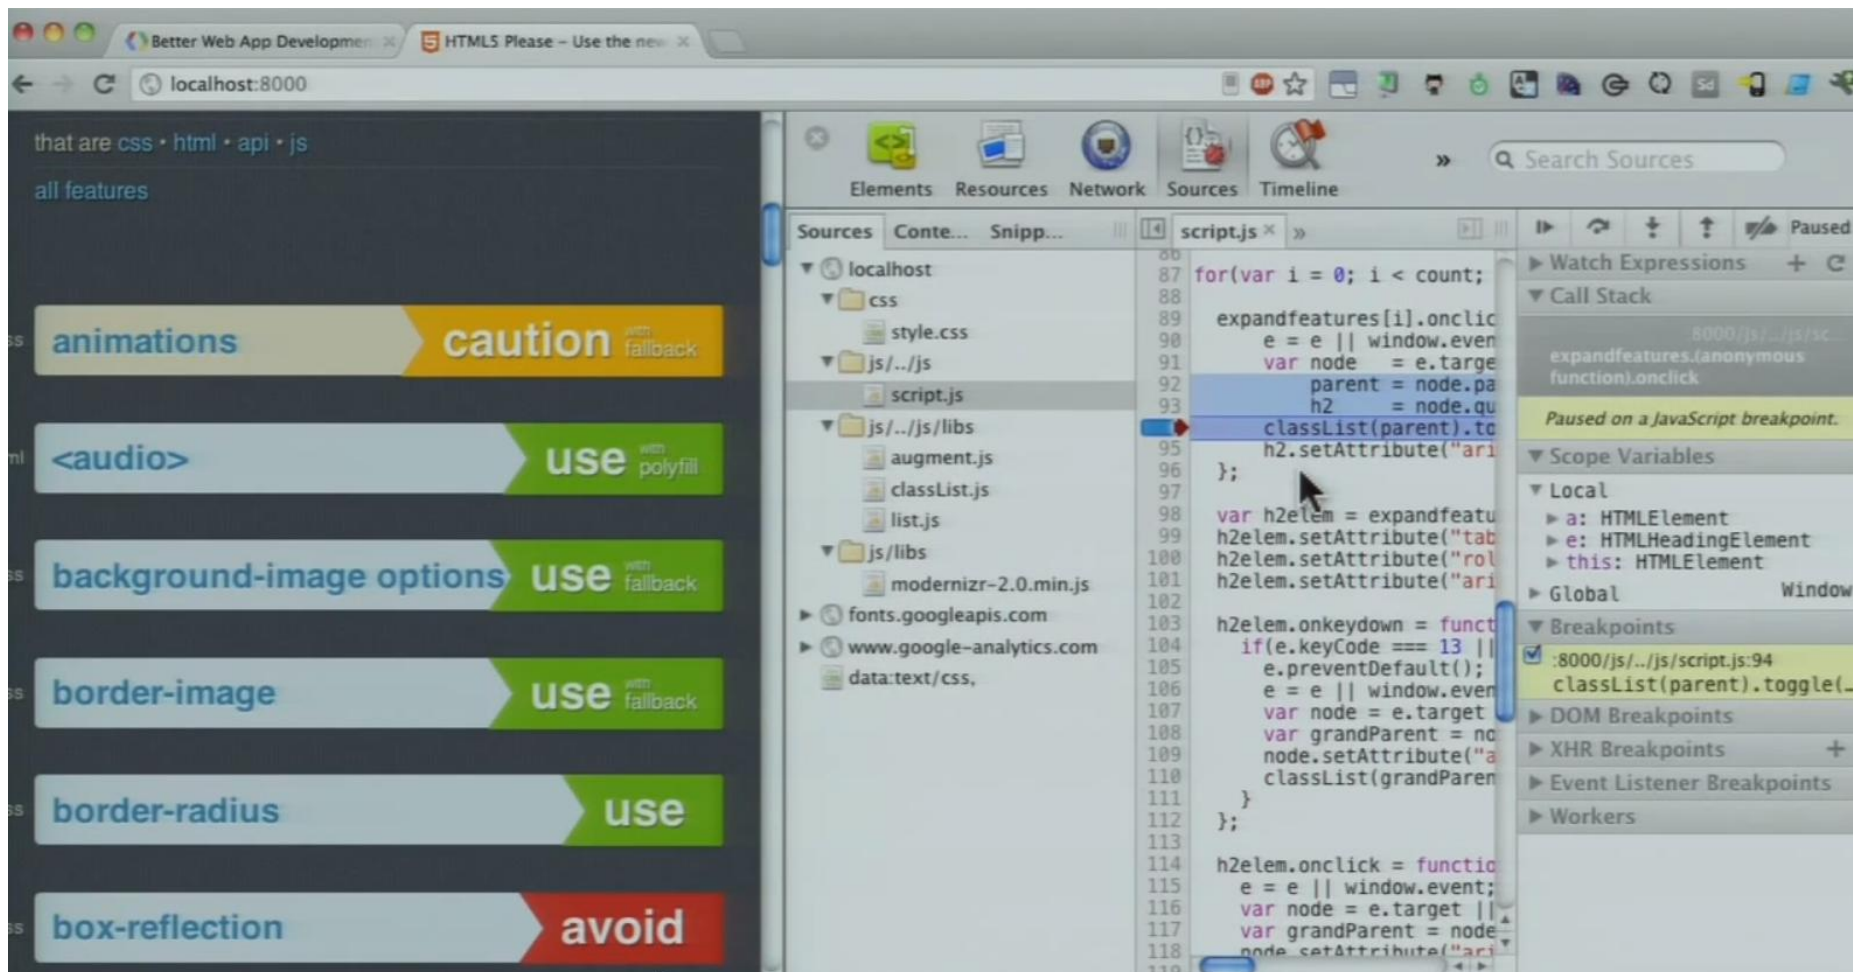 Better Web App Developmen
HTML5 Please – Use the new
localhost:8000
that are css • html • api • js
all features
animations caution with fallback
<audio> use with polyfill
background-image options use with fallback
border-image use with fallback
border-radius use
box-reflection avoid
Elements Resources Network Sources Timeline » Search Sources
Sources Conte... Snipp...
localhost
css
style.css
js/../js
script.js
js/../js/libs
augment.js
classList.js
list.js
js/libs
modernizr-2.0.min.js
fonts.googleapis.com
www.google-analytics.com
data:text/css,
script.js × »
86
87 for(var i = 0; i < count;
88
89 expandfeatures[i].onclic
90 e = e || window.even
91 var node = e.targe
92 parent = node.pa
93 h2 = node.qu
classList(parent).to
95 h2.setAttribute("ari
96 };
97
98 var h2elem = expandfeatu
99 h2elem.setAttribute("tab
100 h2elem.setAttribute("rol
101 h2elem.setAttribute("ari
102
103 h2elem.onkeydown = funct
104 if(e.keyCode === 13 ||
105 e.preventDefault();
106 e = e || window.even
107 var node = e.target
108 var grandParent = no
109 node.setAttribute("a
110 classList(grandParen
111 }
112 };
113
114 h2elem.onclick = functio
115 e = e || window.event;
116 var node = e.target ||
117 var grandParent = node
118 node.setAttribute("ari
Paused
Watch Expressions + C
Call Stack
:8000/js/../js/sc...
expandfeatures.(anonymous
function).onclick
Paused on a JavaScript breakpoint.
Scope Variables
Local
a: HTMLElement
e: HTMLHeadingElement
this: HTMLElement
Global Window
Breakpoints
:8000/js/../js/script.js:94
classList(parent).toggle(…
DOM Breakpoints
XHR Breakpoints +
Event Listener Breakpoints
Workers